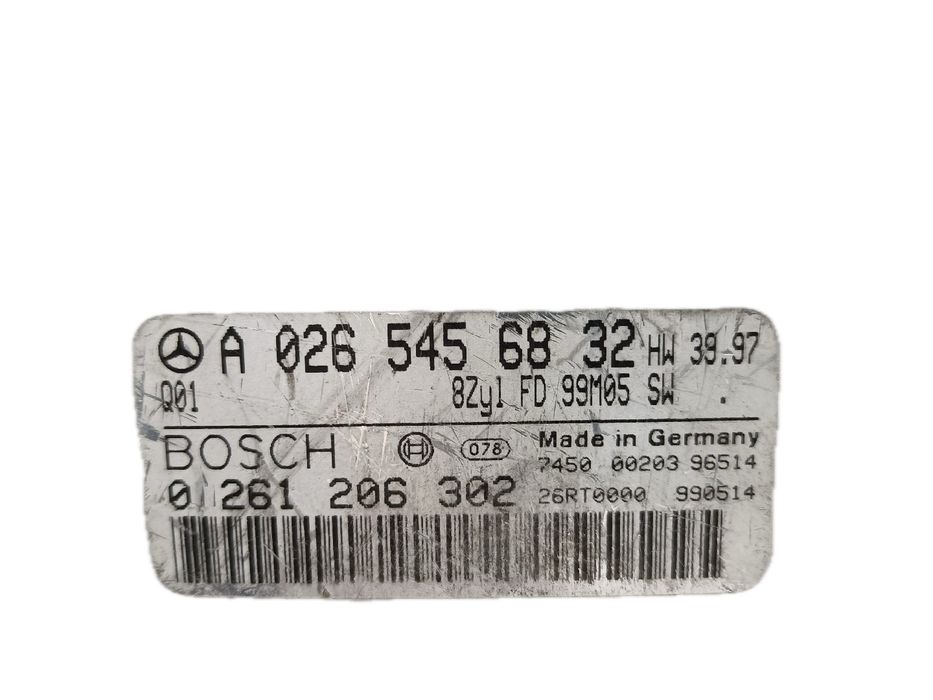 A 026 545 68 32 HW 39.97
Q01 8Zyl FD 99M05 SW .
BOSCH 078 Made in Germany
7450 00203 96514
0 261 206 302 26RT0000 990514